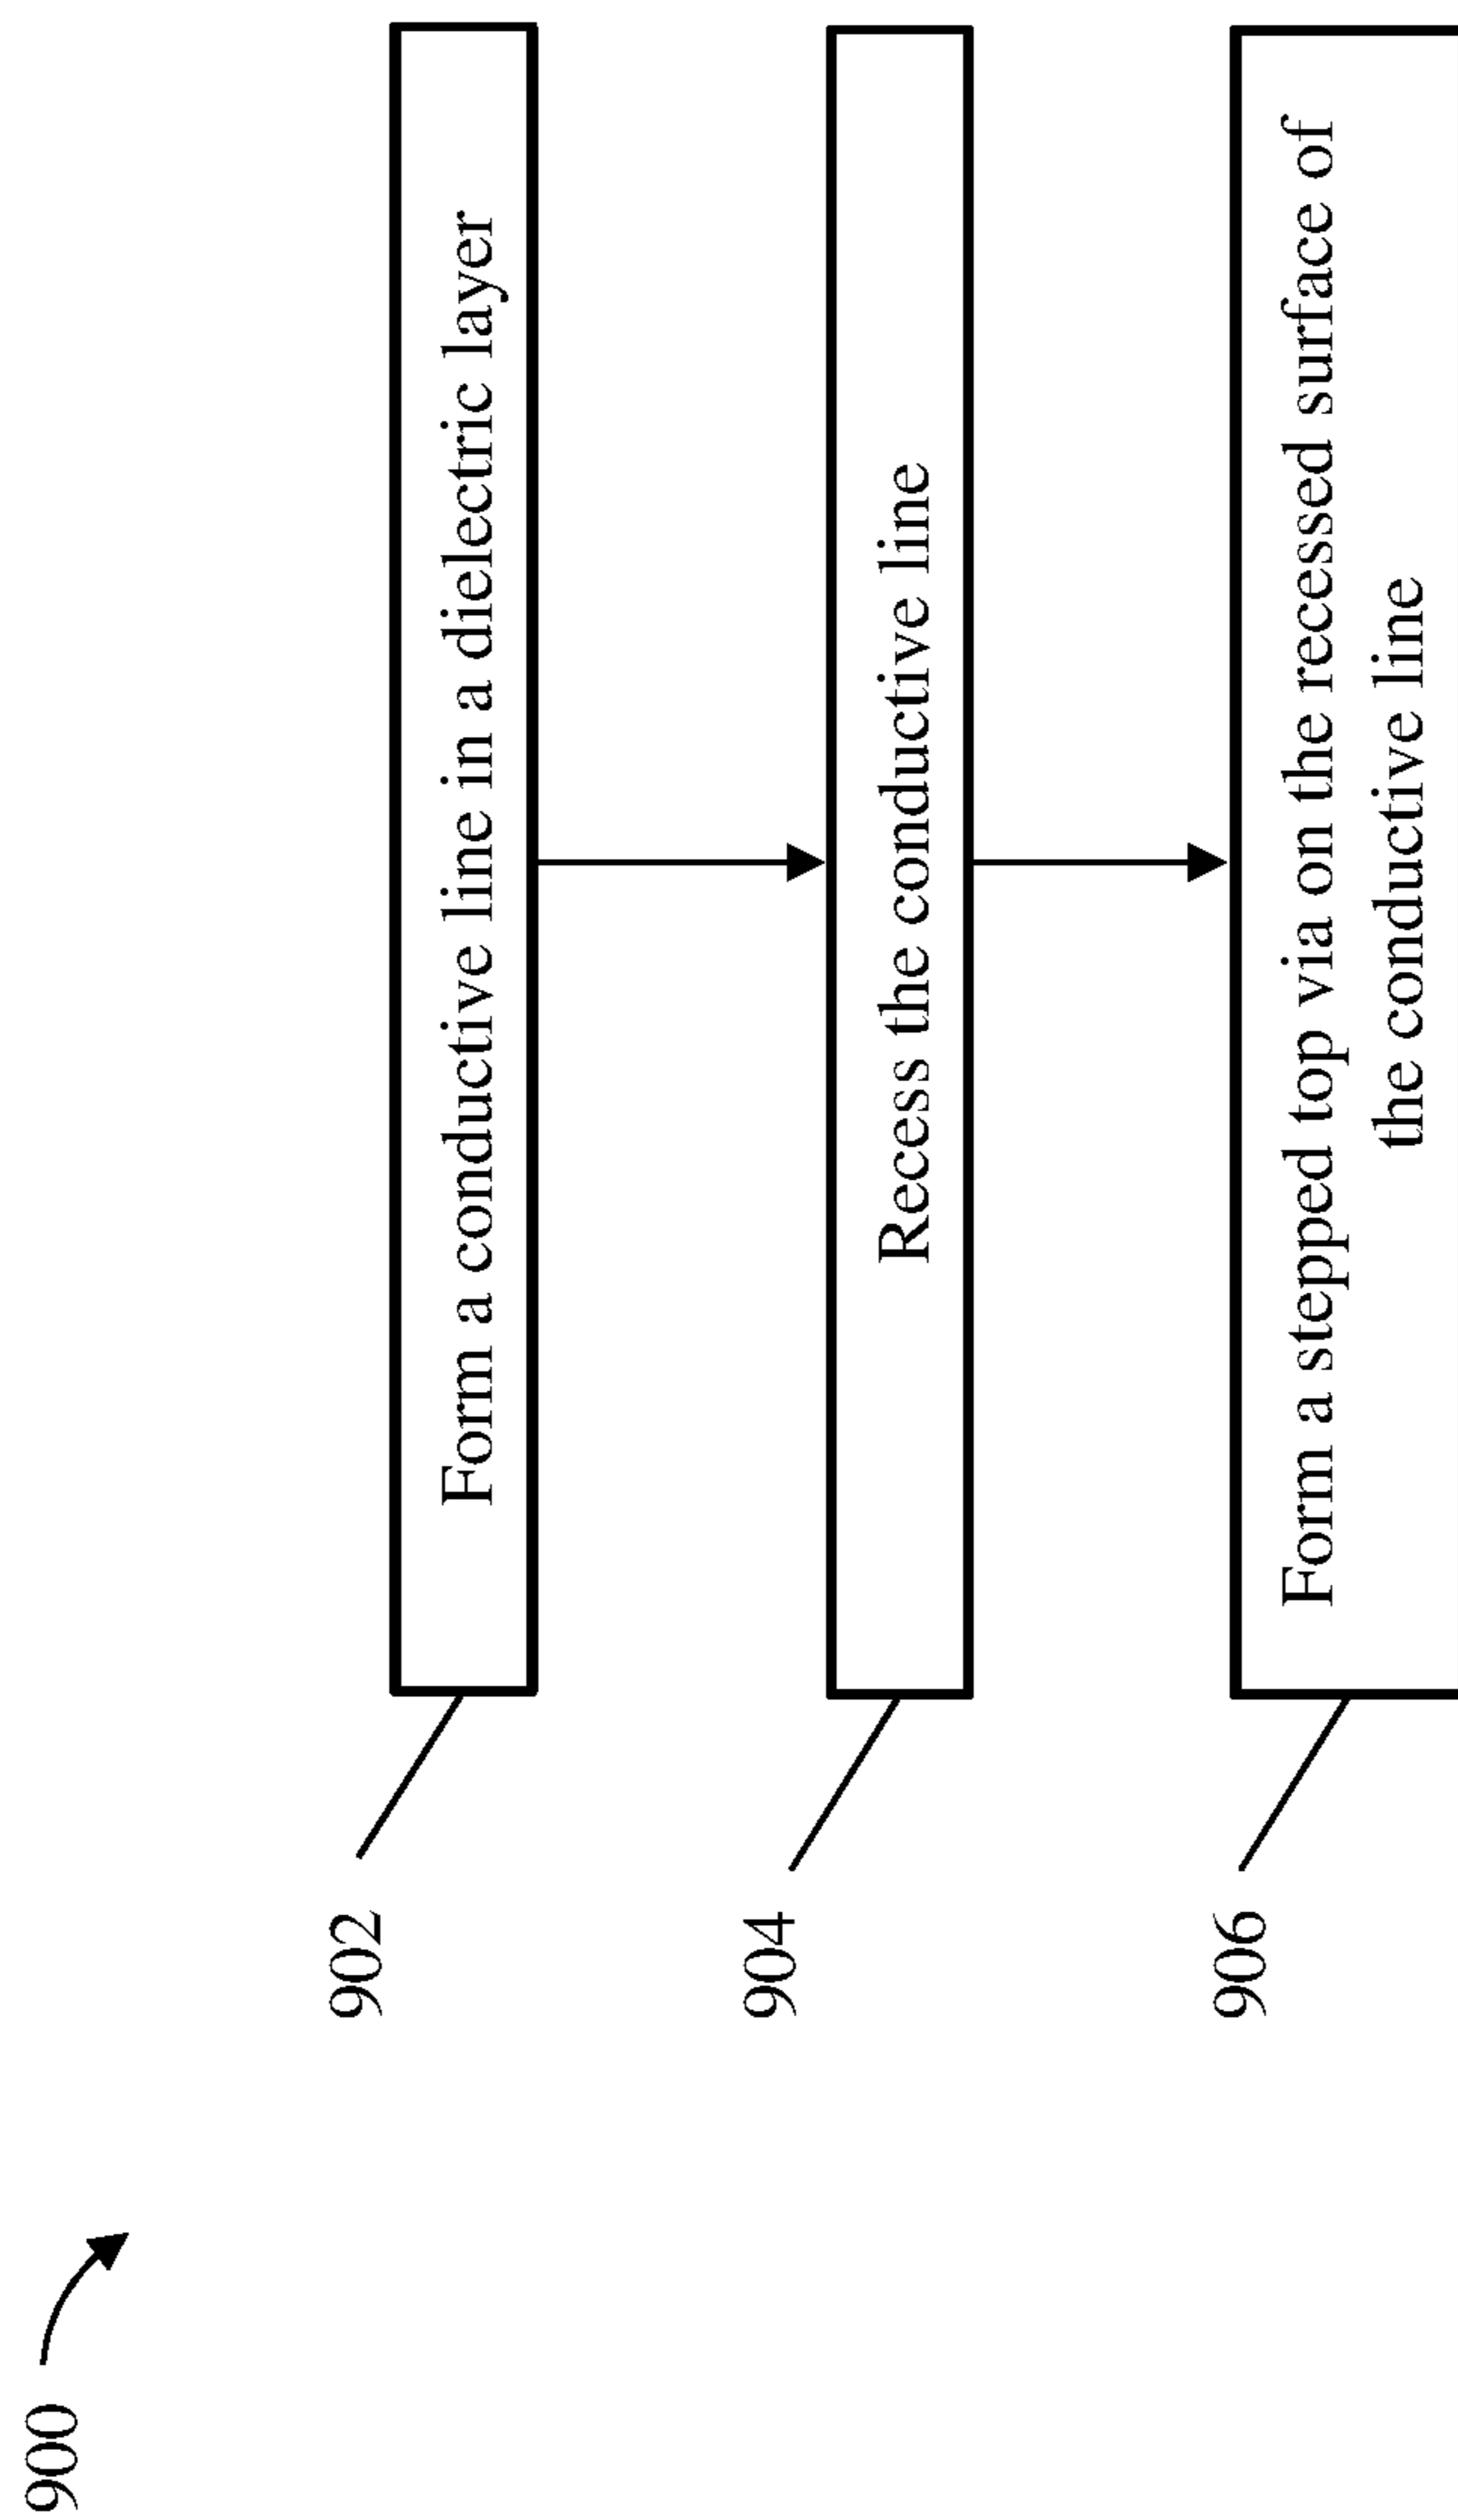 900
902
Form a conductive line in a dielectric layer
904
Recess the conductive line
906
Form a stepped top via on the recessed surface of
the conductive line